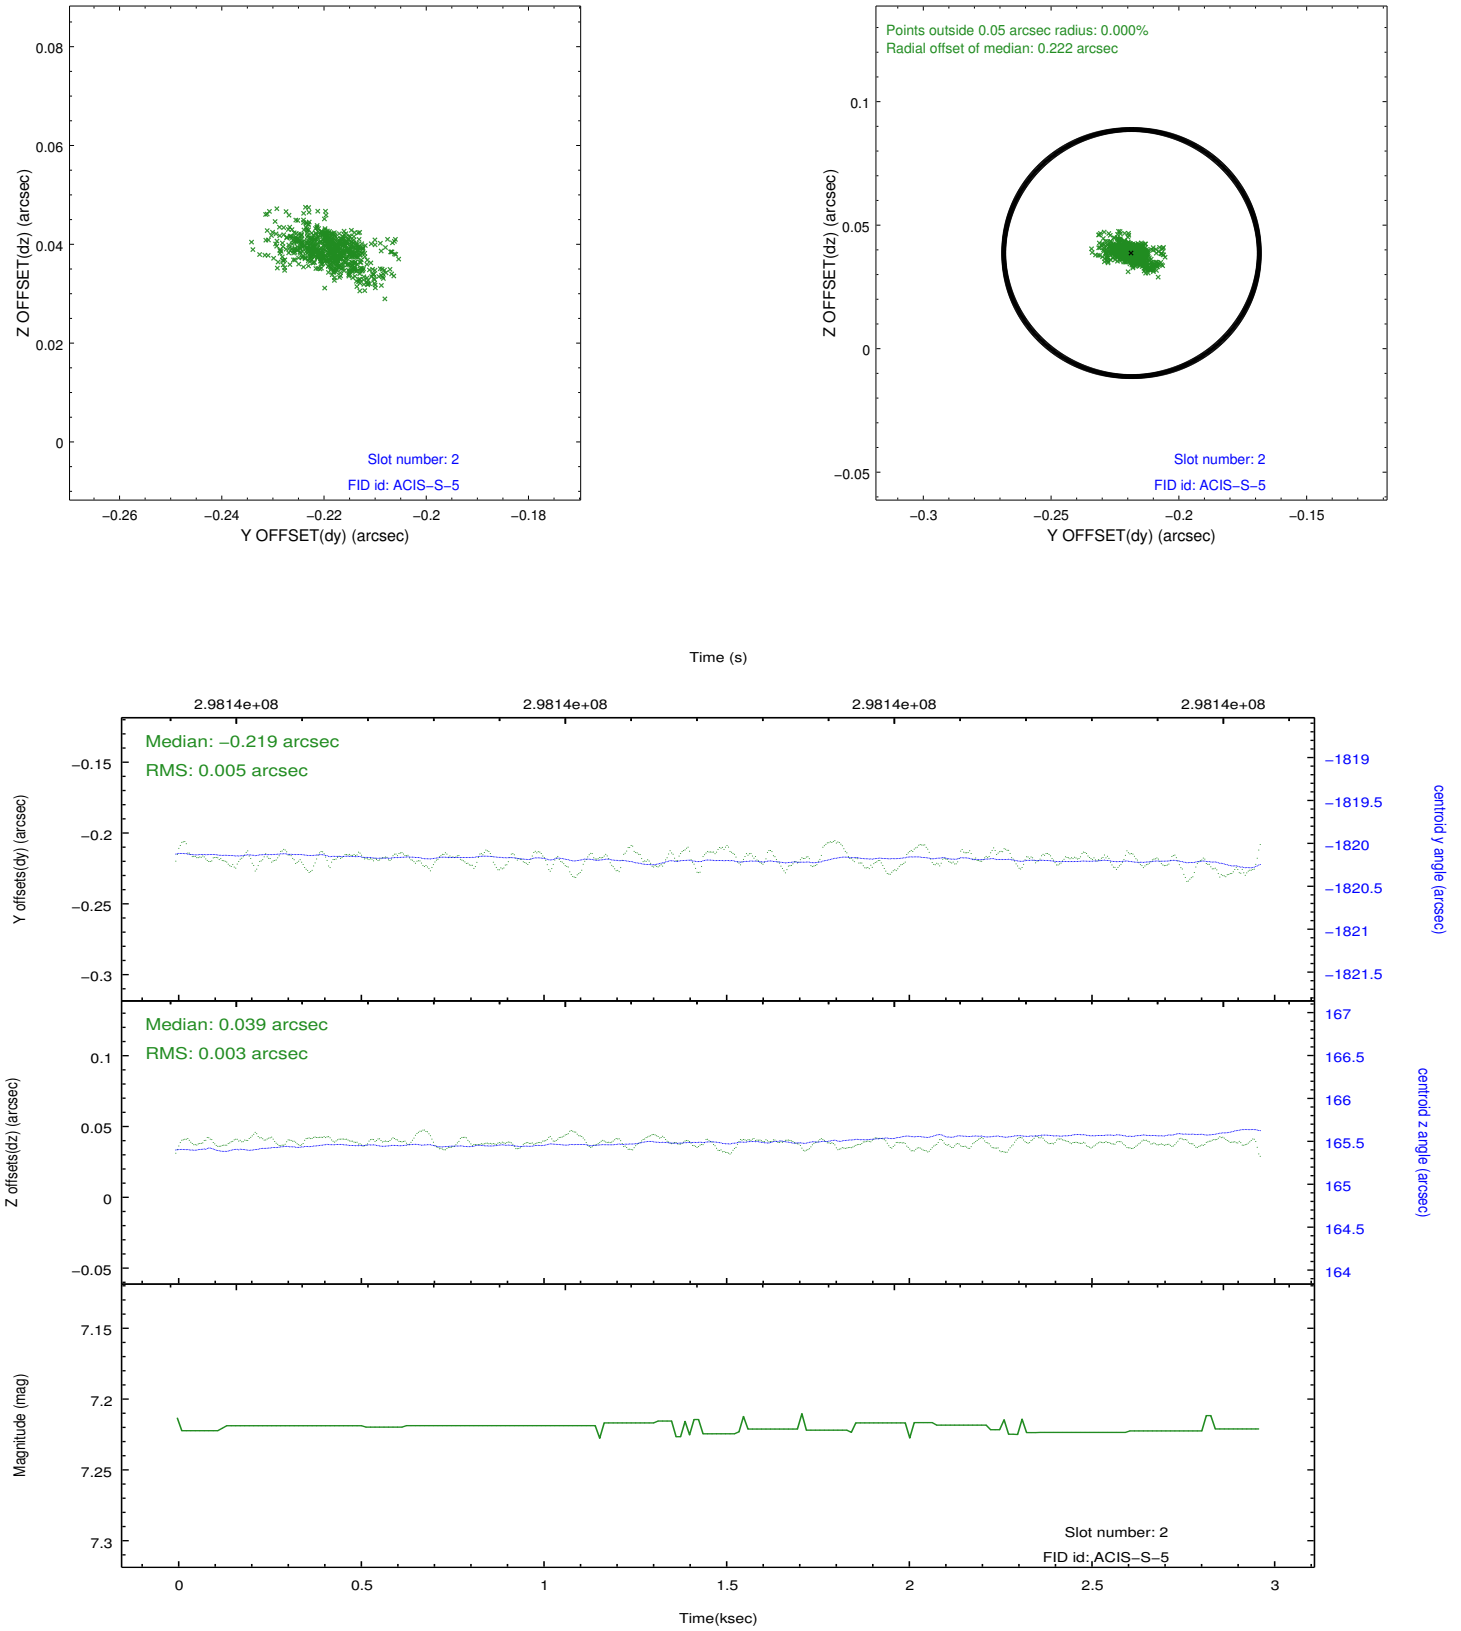 0.08
0.06
0.04
0.02
0
Z OFFSET(dz) (arcsec)
Slot number: 2
FID id: ACIS−S−5
−0.26 −0.24 −0.22 −0.2 −0.18
Y OFFSET(dy) (arcsec)
Points outside 0.05 arcsec radius: 0.000%
Radial offset of median: 0.222 arcsec
0.1
0.05
0
−0.05
Z OFFSET(dz) (arcsec)
Slot number: 2
FID id: ACIS−S−5
−0.3 −0.25 −0.2 −0.15
Y OFFSET(dy) (arcsec)
Time (s)
2.9814e+08 2.9814e+08 2.9814e+08 2.9814e+08
Median: −0.219 arcsec
RMS: 0.005 arcsec
−0.15
−0.2
−0.25
−0.3
Y offsets(dy) (arcsec)
−1819
−1819.5
−1820
−1820.5
−1821
−1821.5
centroid y angle (arcsec)
Median: 0.039 arcsec
RMS: 0.003 arcsec
0.1
0.05
0
−0.05
Z offsets(dz) (arcsec)
167
166.5
166
165.5
165
164.5
164
centroid z angle (arcsec)
7.15
7.2
7.25
7.3
Magnitude (mag)
Slot number: 2
FID id: ACIS−S−5
0 0.5 1 1.5 2 2.5 3
Time(ksec)